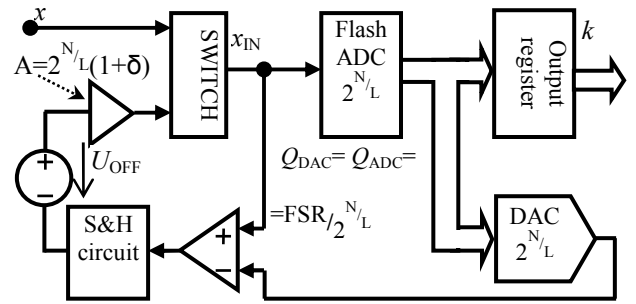 x
A=2^N/L(1+δ)
SWITCH
x_IN
Flash
ADC
2^N/L
Output
register
k
U_OFF
+
−
Q_DAC= Q_ADC=
=FSR/2^N/L
S&H
circuit
+
−
DAC
2^N/L